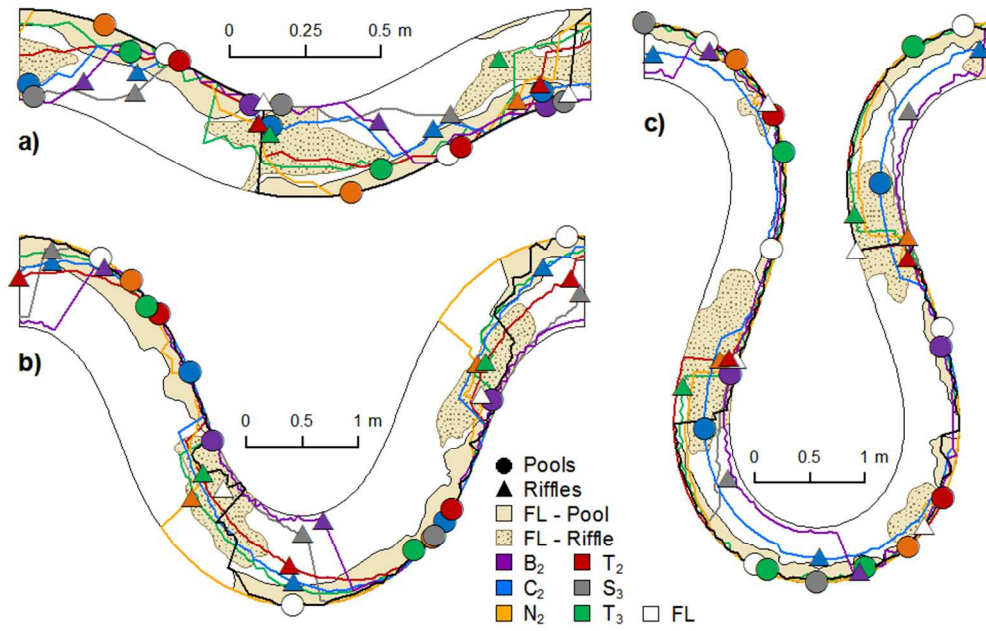 0 0.25 0.5 m
a)
c)
b)
0 0.5 1 m
0 0.5 1 m
Pools
Riffles
FL - Pool
FL - Riffle
B₂ T₂
C₂ S₃
N₂ T₃ FL